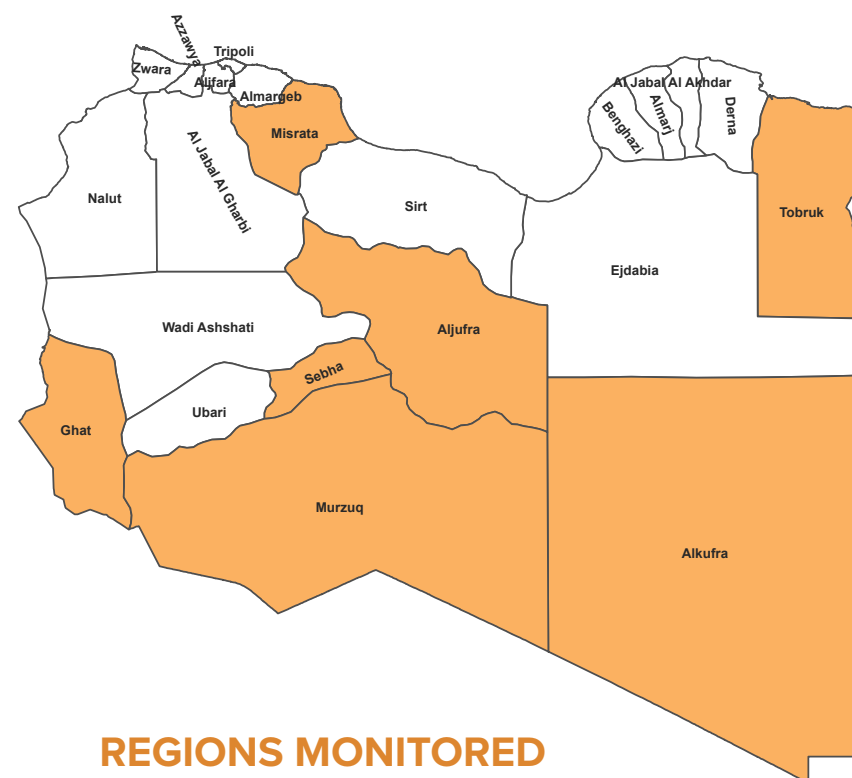 Azzawya
Tripoli
Zwara
Aljfara
Almargeb
Misrata
Al Jabal Al Gharbi
Nalut
Sirt
Al Jabal Al Akhdar
Benghazi
Almarj
Derna
Tobruk
Ejdabia
Wadi Ashshati
Aljufra
Sebha
Ubari
Ghat
Murzuq
Alkufra
REGIONS MONITORED